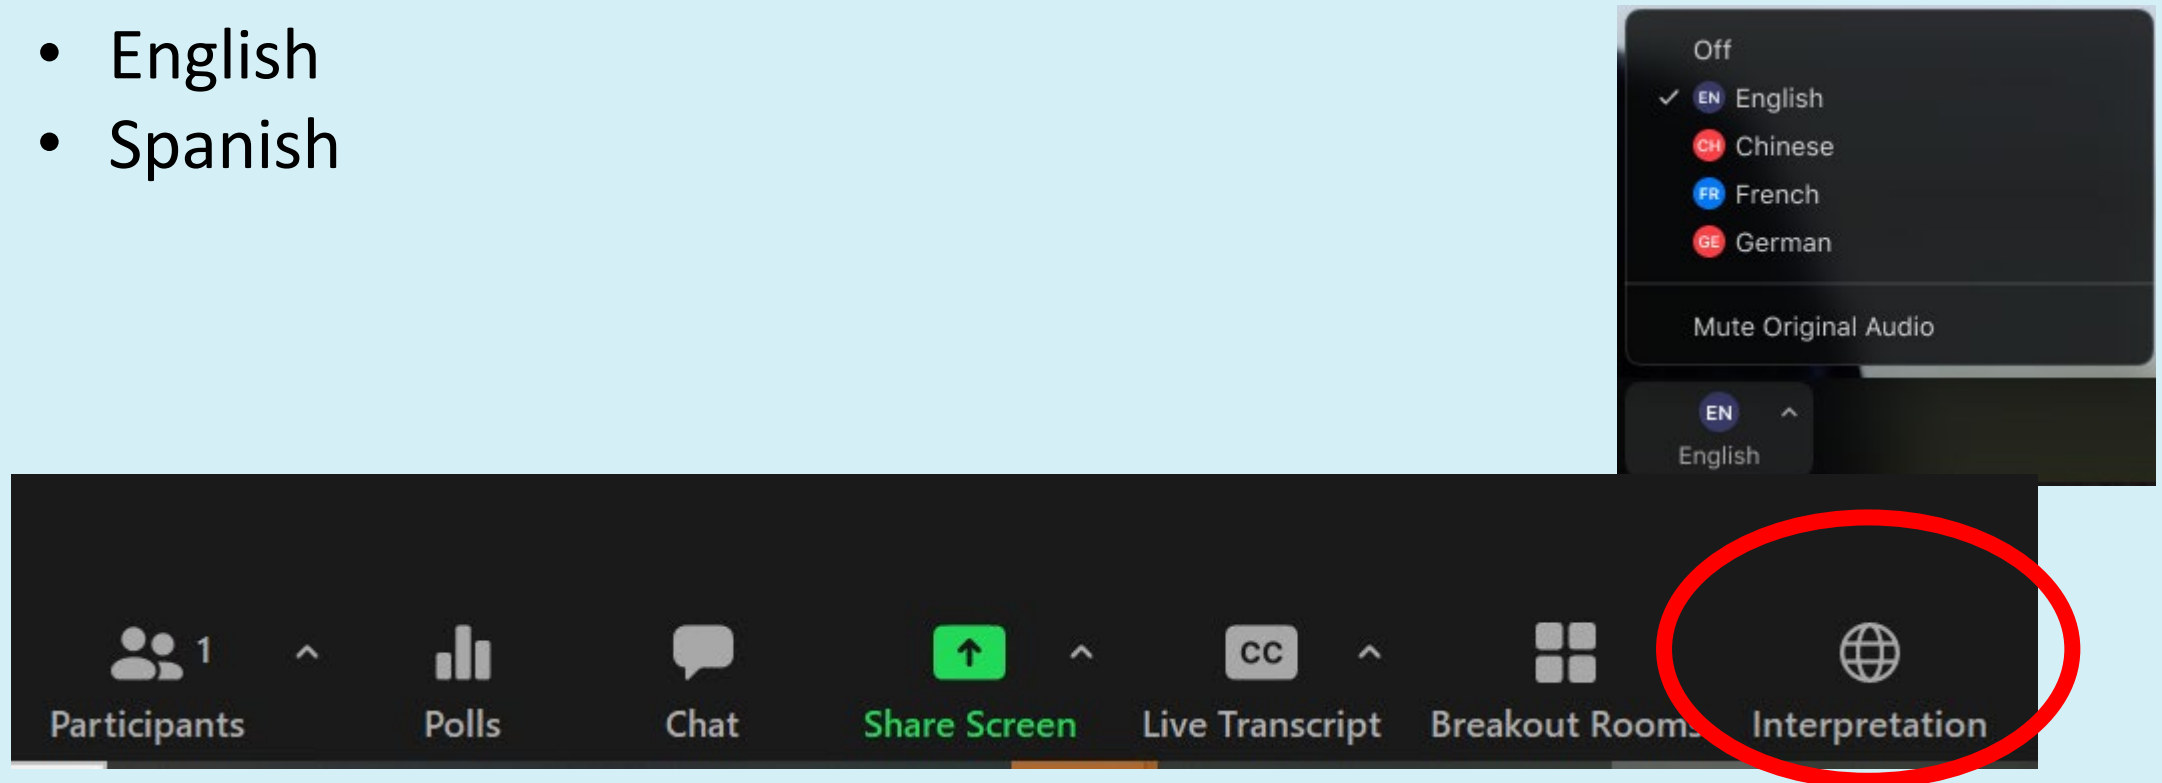 • English
• Spanish
Off
EN English
CH Chinese
FR French
GE German
Mute Original Audio
EN
English
1
CC
Participants Polls Chat Share Screen Live Transcript Breakout Rooms Interpretation